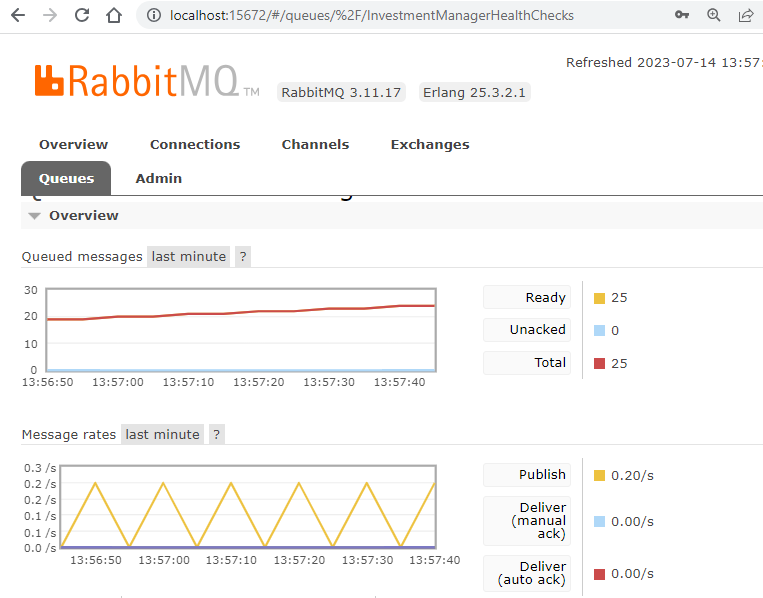 localhost:15672/#/queues/%2F/InvestmentManagerHealthChecks
Refreshed 2023-07-14 13:57:
RabbitMQ TM RabbitMQ 3.11.17 Erlang 25.3.2.1
Overview Connections Channels Exchanges
Queues Admin
Overview
Queued messages last minute ?
30
20
10
0
13:56:50 13:57:00 13:57:10 13:57:20 13:57:30 13:57:40
Ready 25
Unacked 0
Total 25
Message rates last minute ?
0.3 /s
0.2 /s
0.2 /s
0.1 /s
0.1 /s
0.0 /s
13:56:50 13:57:00 13:57:10 13:57:20 13:57:30 13:57:40
Publish 0.20/s
Deliver
(manual
ack) 0.00/s
Deliver
(auto ack) 0.00/s